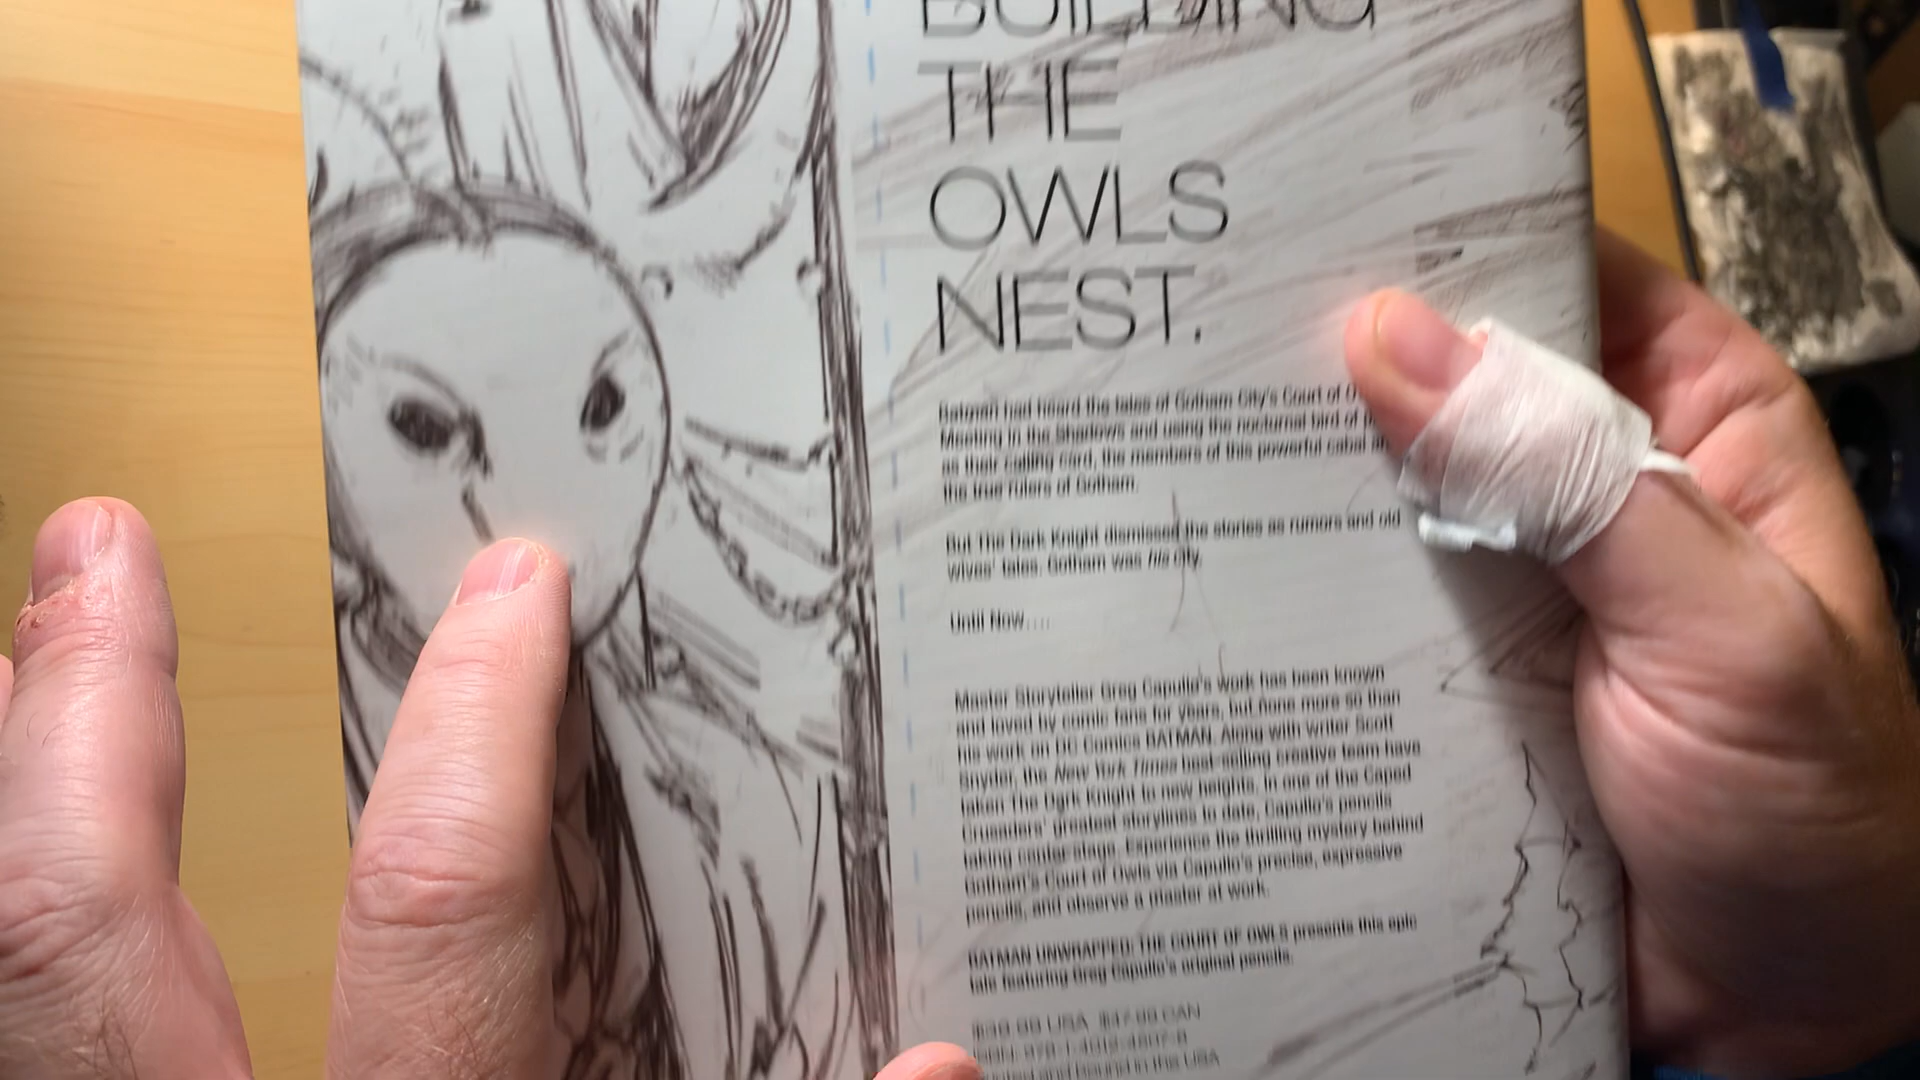 BUILDING
THE
OWLS
NEST.
Batman had heard the tales of Gotham City's Court of
Meeting in the Shadows and using the nocturnal bird of
as their calling card, the members of this powerful cabal
the true rulers of Gotham.
But The Dark Knight dismissed the stories as rumors and old
wives' tales. Gotham was his city.
Until Now....
Master Storyteller Greg Capullo's work has been known
and loved by comic fans for years, but none more so than
his work on DC Comics BATMAN. Along with writer Scott
Snyder, the New York Times best-selling creative team have
taken The Dark Knight to new heights. In one of the Caped
Crusaders' greatest storylines to date, Capullo's pencils
taking center stage. Experience the thrilling mystery behind
Gotham's Court of Owls via Capullo's precise, expressive
pencils, and observe a master at work.
BATMAN UNWRAPPED: THE COURT OF OWLS presents this epic
tale featuring Greg Capullo's original pencils.
USA CAN
and bound in the USA